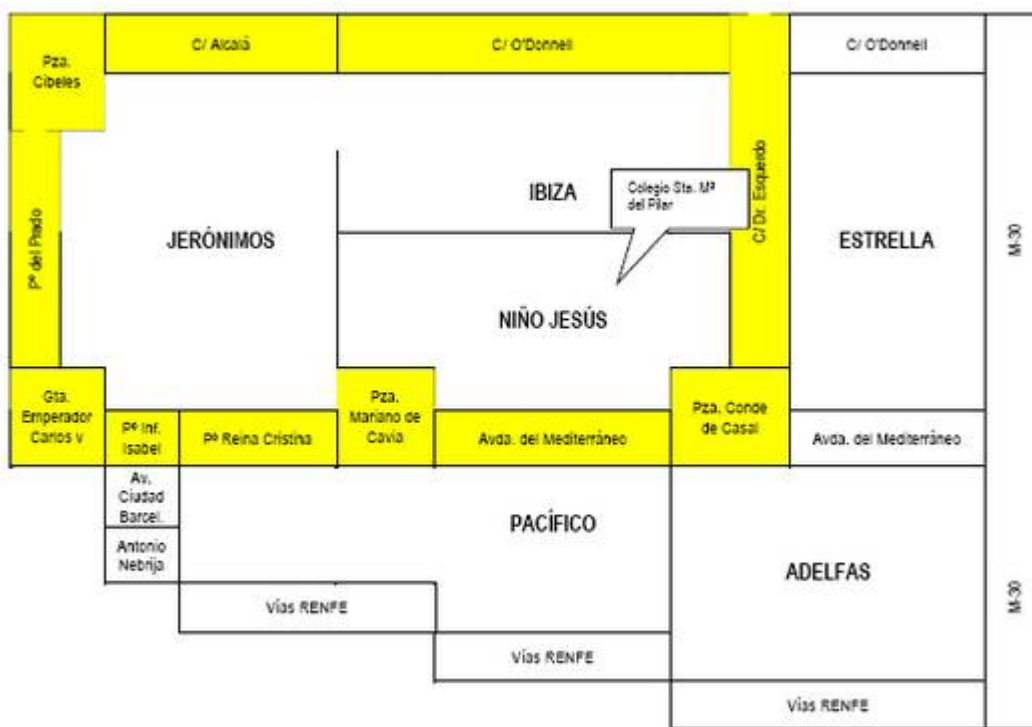 C/ Alcalá
C/ O'Donnell
C/ O'Donnell
Pza.
Cibeles
Pº del Prado
JERÓNIMOS
IBIZA
Colegio Sta. Mª
del Pilar
C/ Dr. Esquerdo
ESTRELLA
M-30
NIÑO JESÚS
Gta.
Emperador
Carlos v
Pº Inf.
Isabel
Pº Reina Cristina
Pza.
Mariano de
Cavia
Avda. del Mediterráneo
Pza. Conde
de Casal
Avda. del Mediterráneo
Av.
Ciudad
Barcel.
Antonio
Nebrija
PACÍFICO
ADELFAS
M-30
Vías RENFE
Vías RENFE
Vías RENFE